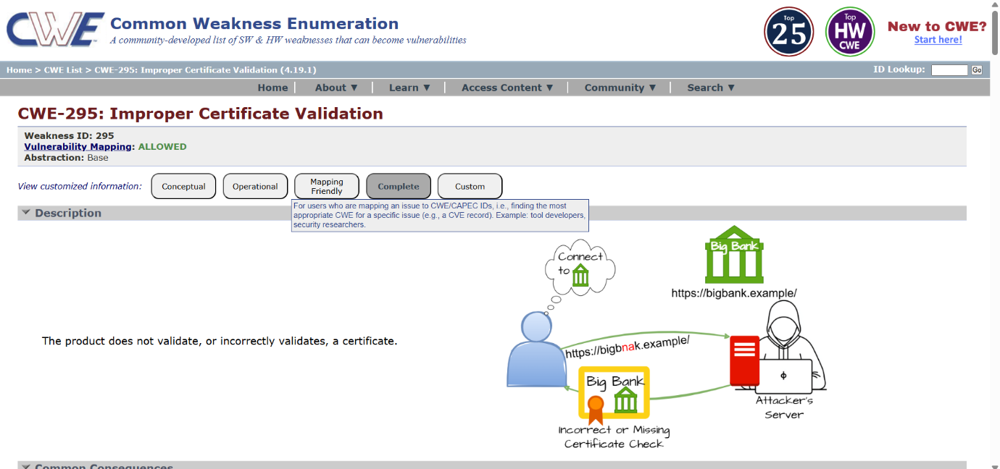 CWE
Common Weakness Enumeration
A community-developed list of SW & HW weaknesses that can become vulnerabilities
Top
25
Top
HW
CWE
New to CWE?
Start here!
Home > CWE List > CWE-295: Improper Certificate Validation (4.19.1)
ID Lookup:
Go
Home
About ▼
Learn ▼
Access Content ▼
Community ▼
Search ▼
CWE-295: Improper Certificate Validation
Weakness ID: 295
Vulnerability Mapping: ALLOWED
Abstraction: Base
View customized information:
Conceptual
Operational
Mapping
Friendly
Complete
Custom
For users who are mapping an issue to CWE/CAPEC IDs, i.e., finding the most
appropriate CWE for a specific issue (e.g., a CVE record). Example: tool developers,
security researchers.
Description
The product does not validate, or incorrectly validates, a certificate.
Connect
to
Big Bank
https://bigbank.example/
https://bigbnak.example/
Big Bank
Attacker's
Server
Incorrect or Missing
Certificate Check
Common Consequences